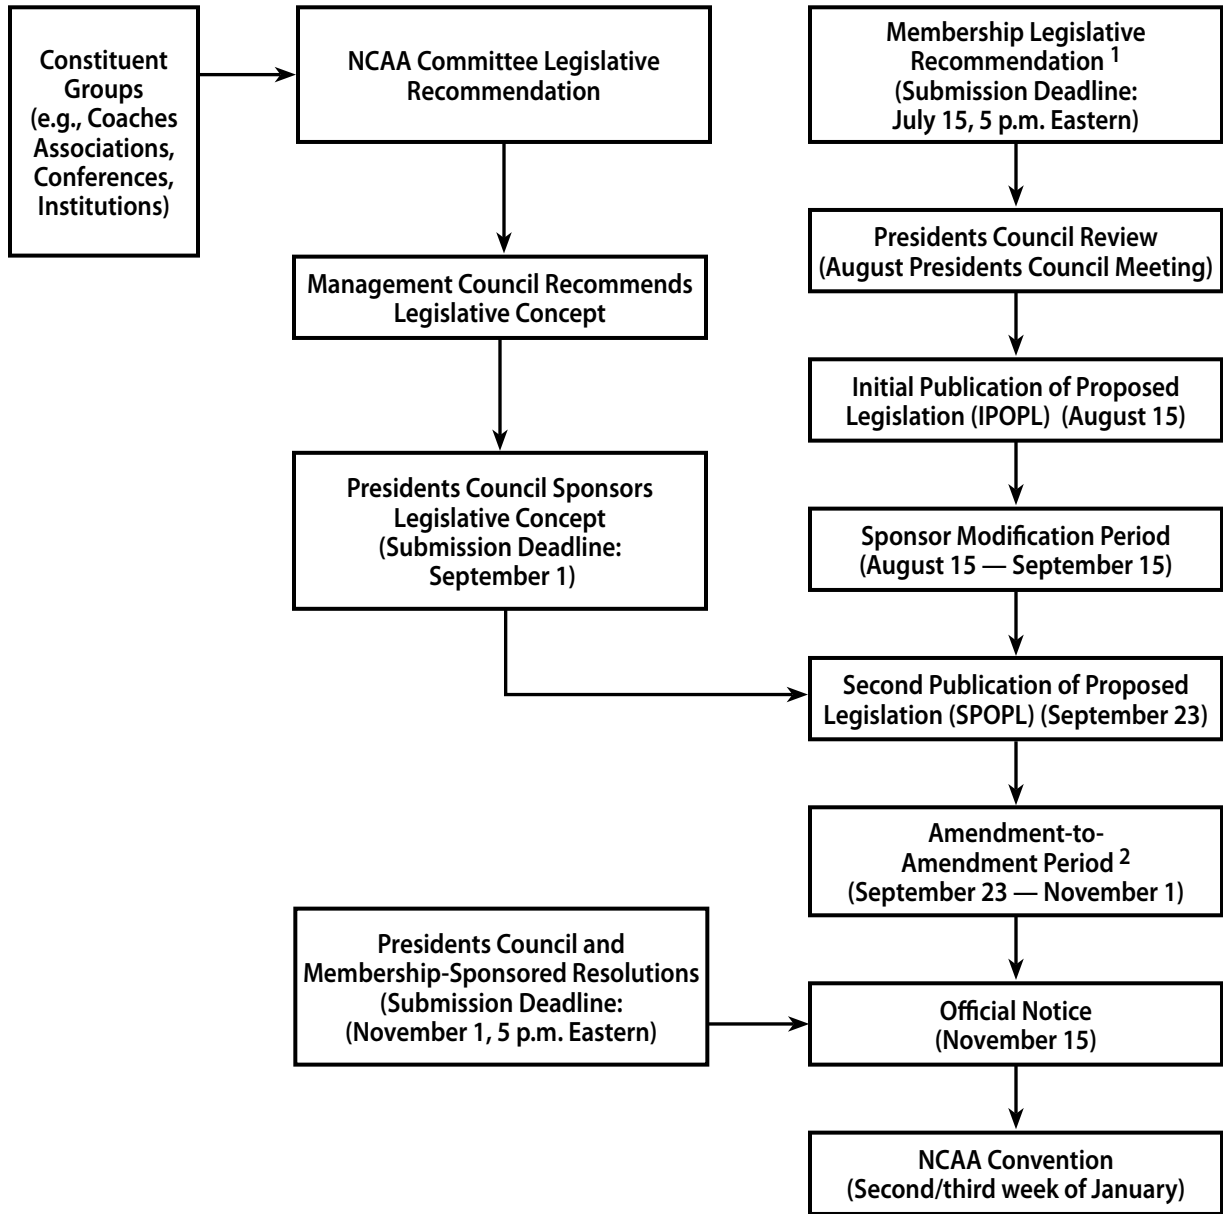 Constituent
Groups
(e.g., Coaches
Associations,
Conferences,
Institutions)
NCAA Committee Legislative
Recommendation
Management Council Recommends
Legislative Concept
Presidents Council Sponsors
Legislative Concept
(Submission Deadline:
September 1)
Membership Legislative
Recommendation 1
(Submission Deadline:
July 15, 5 p.m. Eastern)
Presidents Council Review
(August Presidents Council Meeting)
Initial Publication of Proposed
Legislation (IPOPL) (August 15)
Sponsor Modification Period
(August 15 — September 15)
Second Publication of Proposed
Legislation (SPOPL) (September 23)
Amendment-to-
Amendment Period 2
(September 23 — November 1)
Presidents Council and
Membership-Sponsored Resolutions
(Submission Deadline:
(November 1, 5 p.m. Eastern)
Official Notice
(November 15)
NCAA Convention
(Second/third week of January)